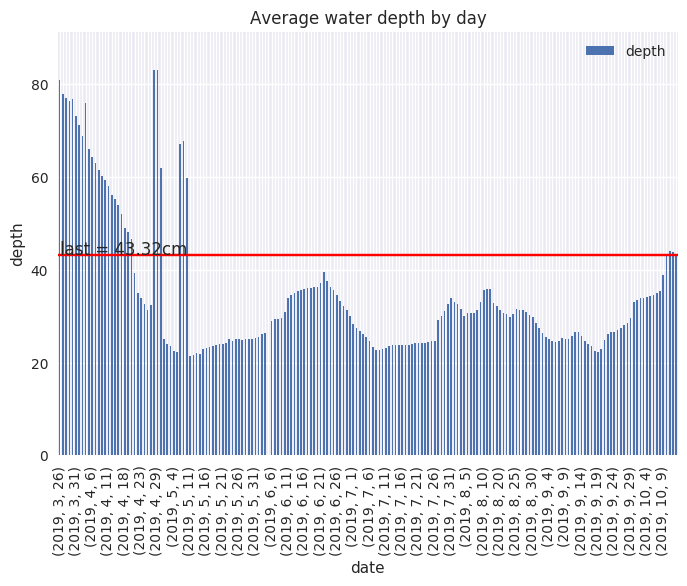 Average water depth by day
depth
80
60
40
20
0
depth
last = 43.32cm
(2019, 3, 26)
(2019, 3, 31)
(2019, 4, 6)
(2019, 4, 11)
(2019, 4, 18)
(2019, 4, 23)
(2019, 4, 29)
(2019, 5, 4)
(2019, 5, 11)
(2019, 5, 16)
(2019, 5, 21)
(2019, 5, 26)
(2019, 5, 31)
(2019, 6, 6)
(2019, 6, 11)
(2019, 6, 16)
(2019, 6, 21)
(2019, 6, 26)
(2019, 7, 1)
(2019, 7, 6)
(2019, 7, 11)
(2019, 7, 16)
(2019, 7, 21)
(2019, 7, 26)
(2019, 7, 31)
(2019, 8, 5)
(2019, 8, 10)
(2019, 8, 20)
(2019, 8, 25)
(2019, 8, 30)
(2019, 9, 4)
(2019, 9, 9)
(2019, 9, 14)
(2019, 9, 19)
(2019, 9, 24)
(2019, 9, 29)
(2019, 10, 4)
(2019, 10, 9)
date